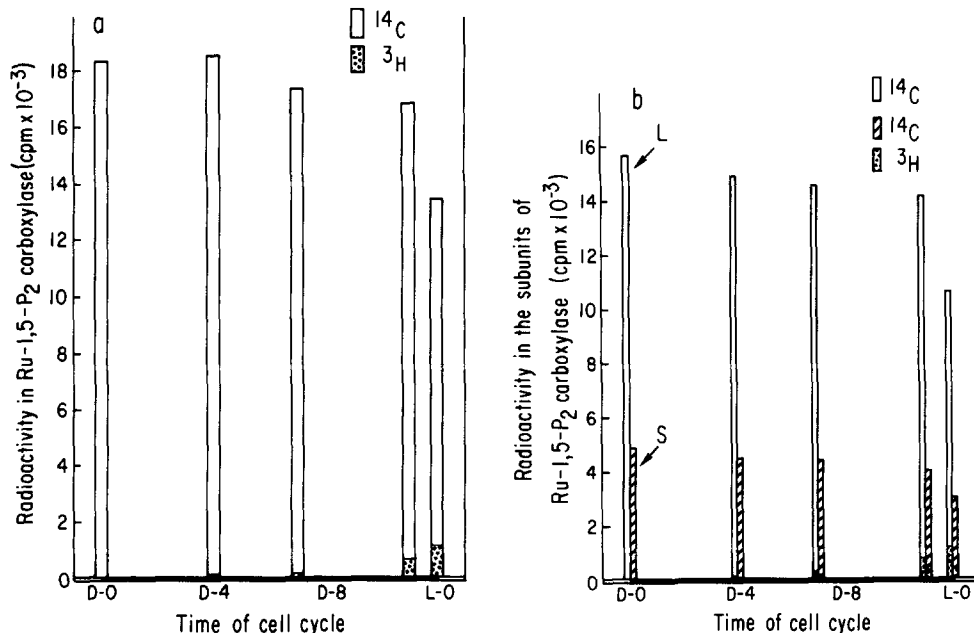 a
¹⁴C
³H
Radioactivity in Ru-1,5-P₂ carboxylase (cpm x 10⁻³)
18
16
14
12
10
8
6
4
2
0
D-0 D-4 D-8 L-0
Time of cell cycle
b
¹⁴C
¹⁴C
³H
L
S
Radioactivity in the subunits of
Ru-1,5-P₂ carboxylase (cpm x 10⁻³)
16
14
12
10
8
6
4
2
0
D-0 D-4 D-8 L-0
Time of cell cycle